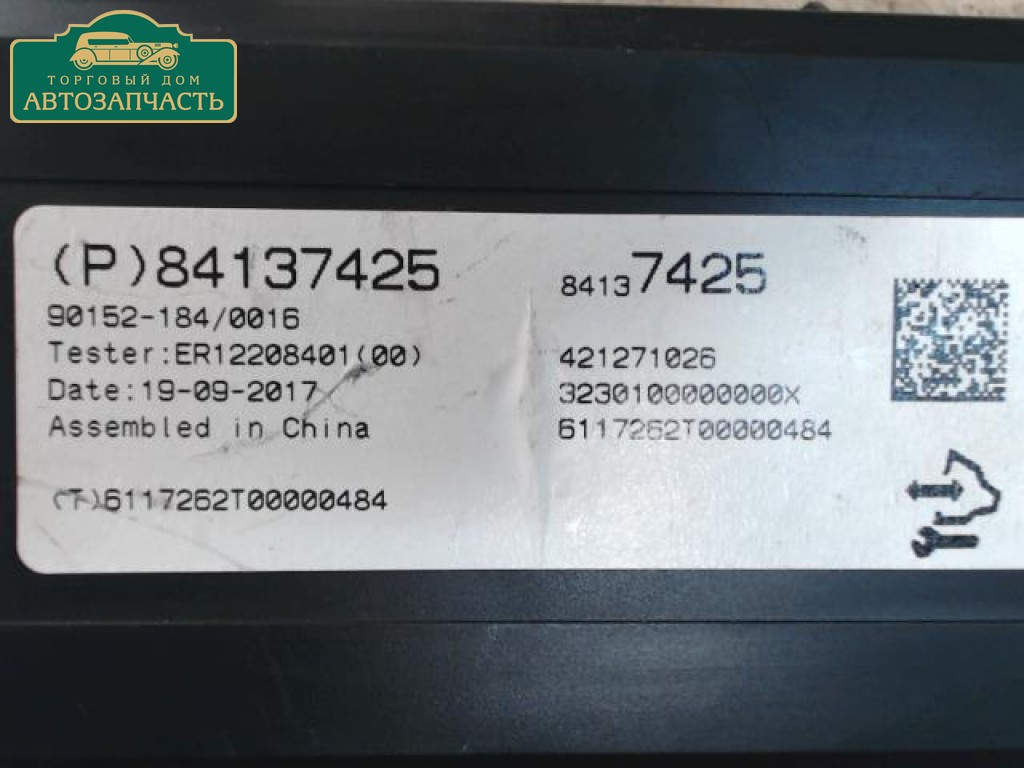 ТОРГОВЫЙ ДОМ
АВТОЗАПЧАСТЬ
(P)84137425
90152-184/0016
Tester:ER12208401(00)
Date:19-09-2017
Assembled in China
(T)6117262T00000484
84137425
421271026
3230100000000X
6117262T00000484